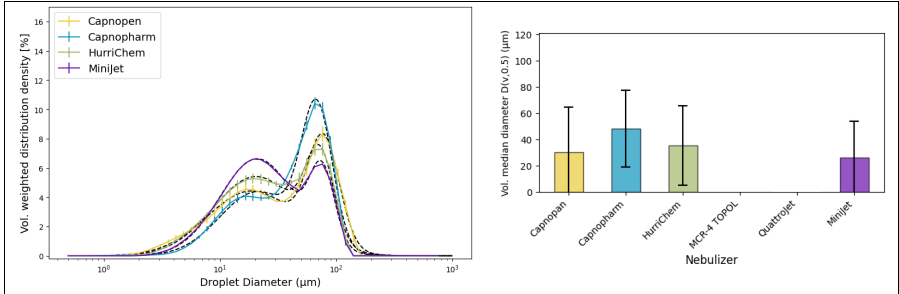 Vol. weighted distribution density [%]
16
14
12
10
8
6
4
2
0
Capnopen
Capnopharm
HurriChem
MiniJet
10⁰
10¹
10²
10³
Droplet Diameter (μm)
Vol. median diameter D(v,0.5) (μm)
120
100
80
60
40
20
0
Capnopan
Capnopharm
HurriChem
MCR-4 TOPOL
QuattroJet
MiniJet
Nebulizer